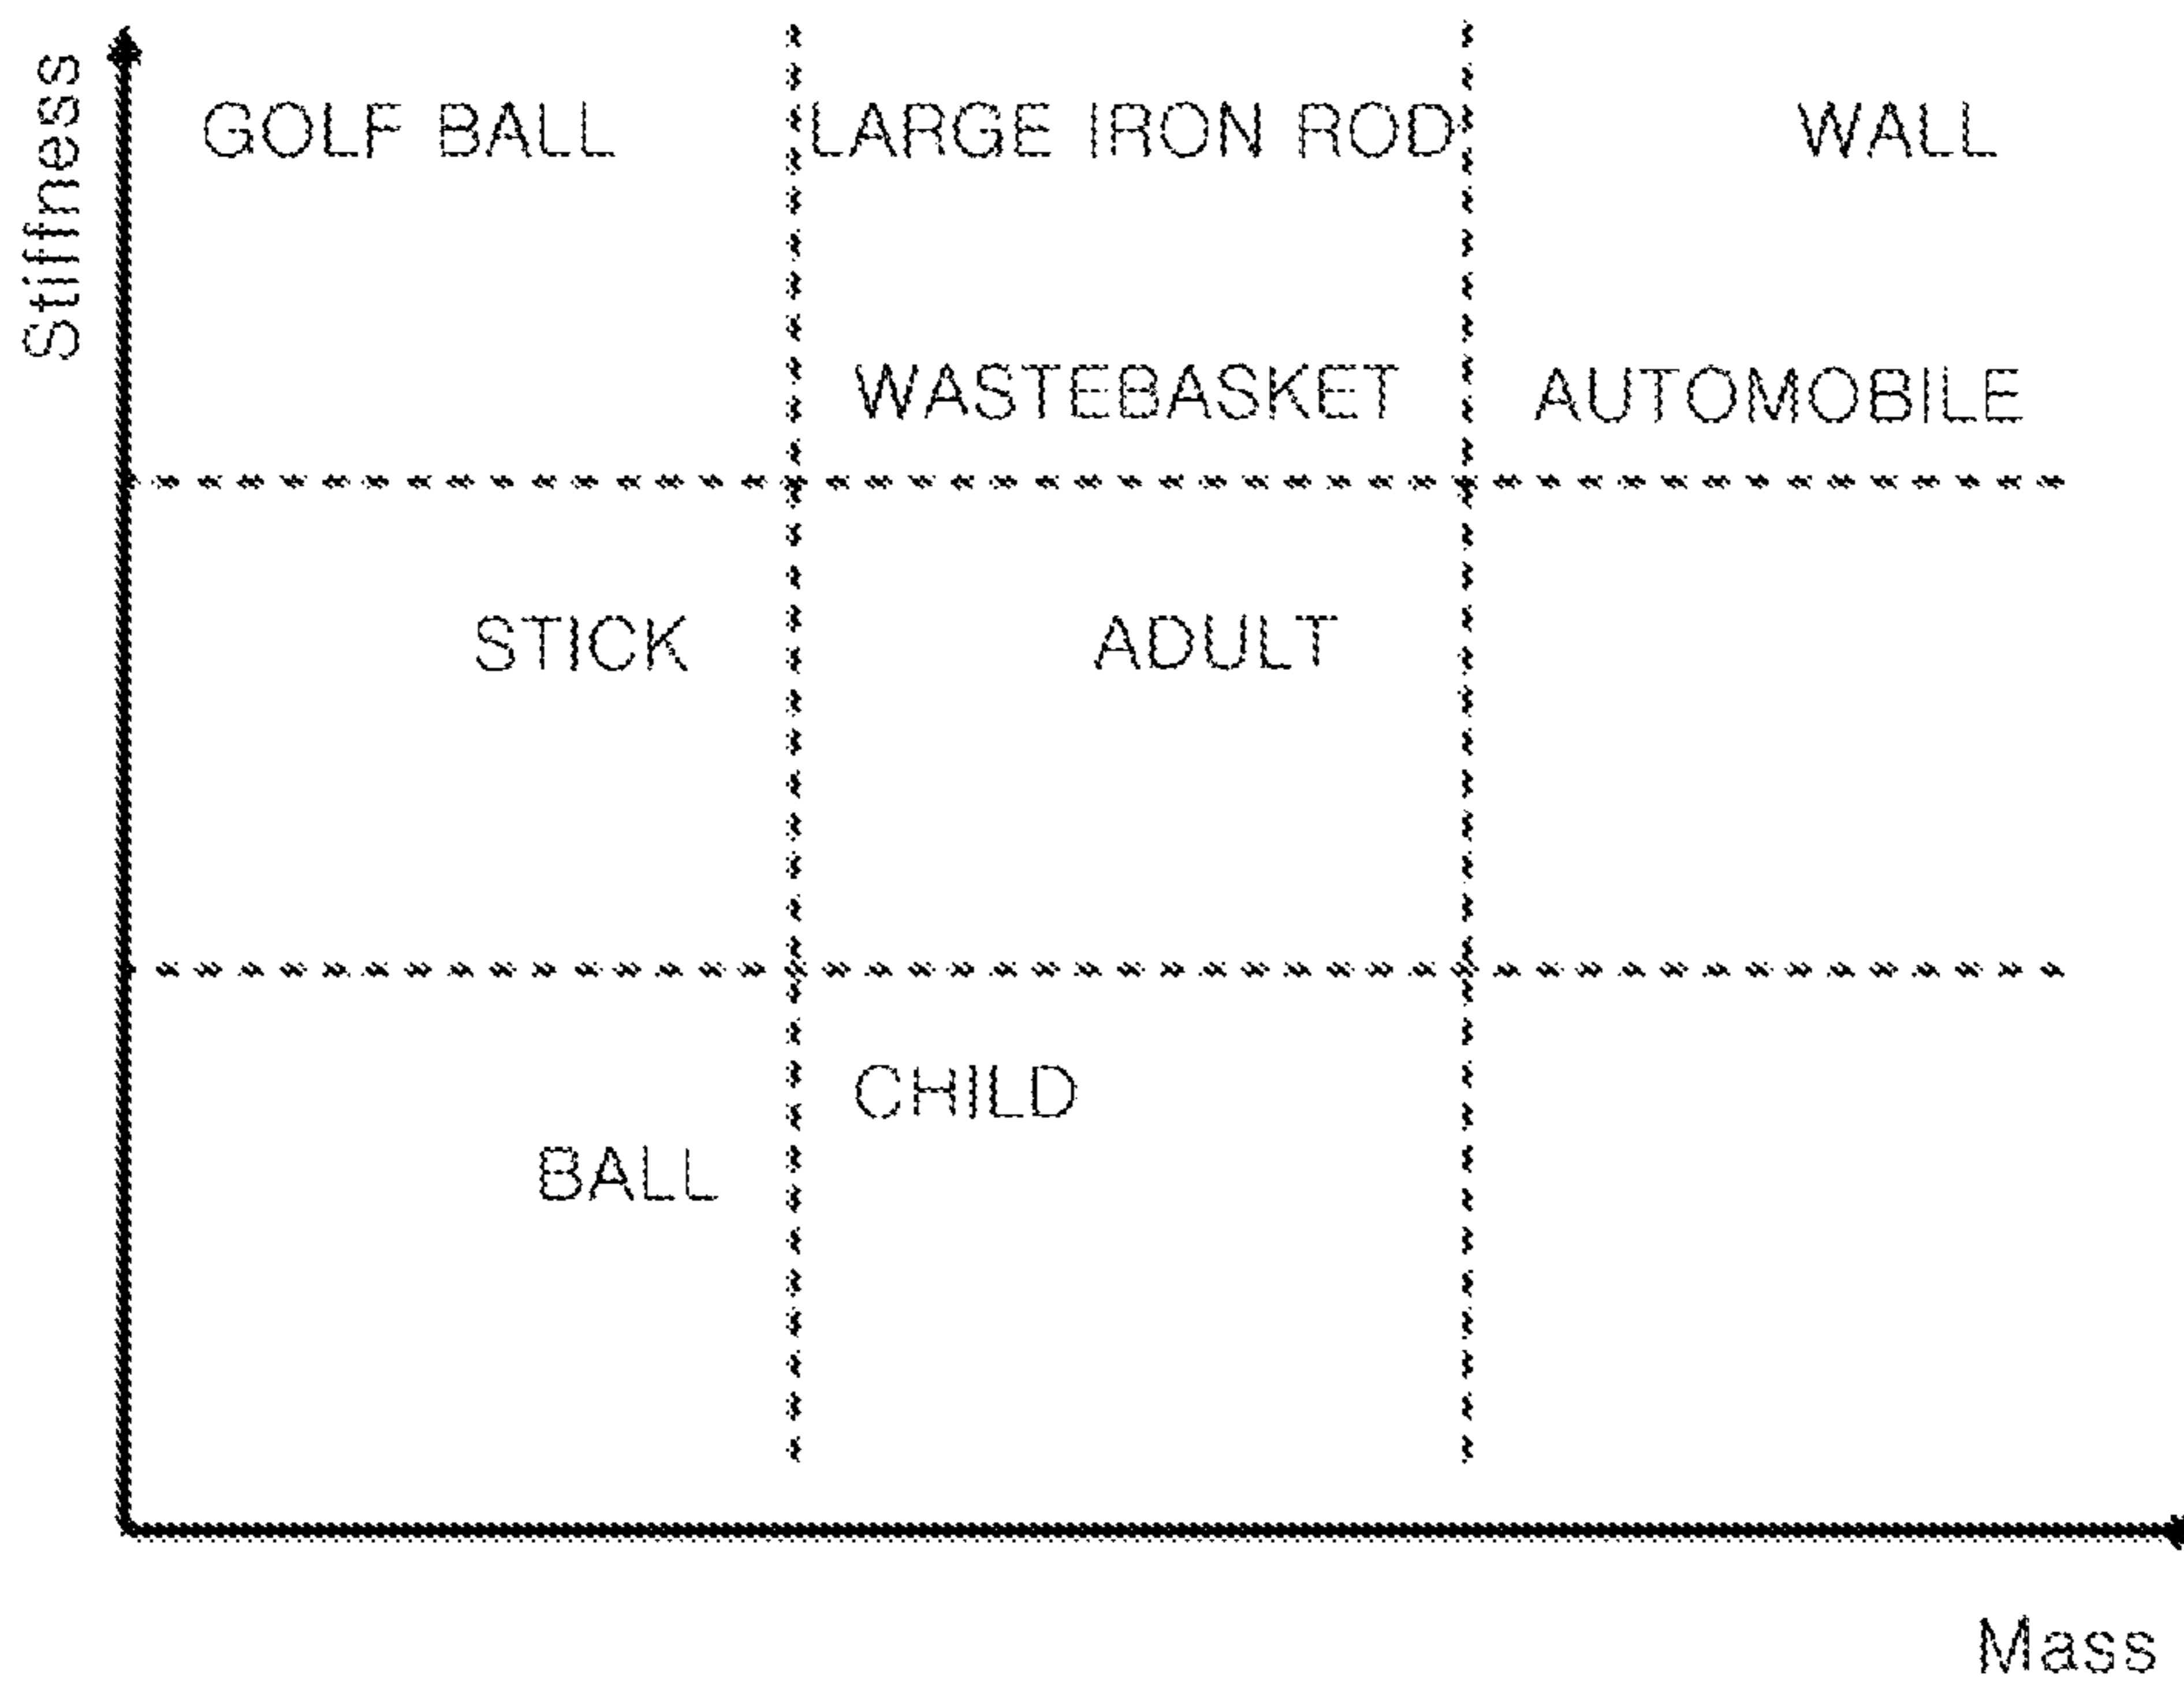 Stiffness
GOLF BALL
LARGE IRON ROD
WALL
WASTEBASKET
AUTOMOBILE
STICK
ADULT
CHILD
BALL
Mass